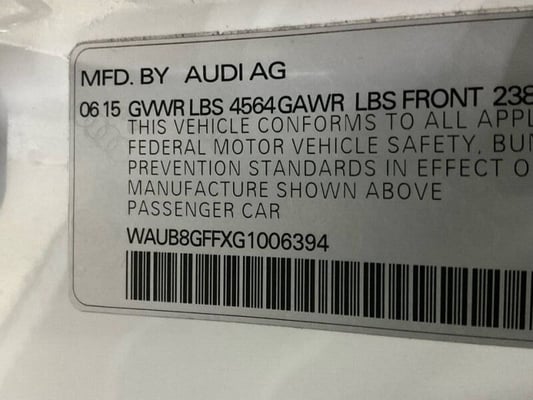 MFD. BY AUDI AG
06 15 GVWR LBS 4564 GAWR LBS FRONT 238
THIS VEHICLE CONFORMS TO ALL APPL
FEDERAL MOTOR VEHICLE SAFETY, BUM
PREVENTION STANDARDS IN EFFECT O
MANUFACTURE SHOWN ABOVE
PASSENGER CAR
WAUB8GFFXG1006394